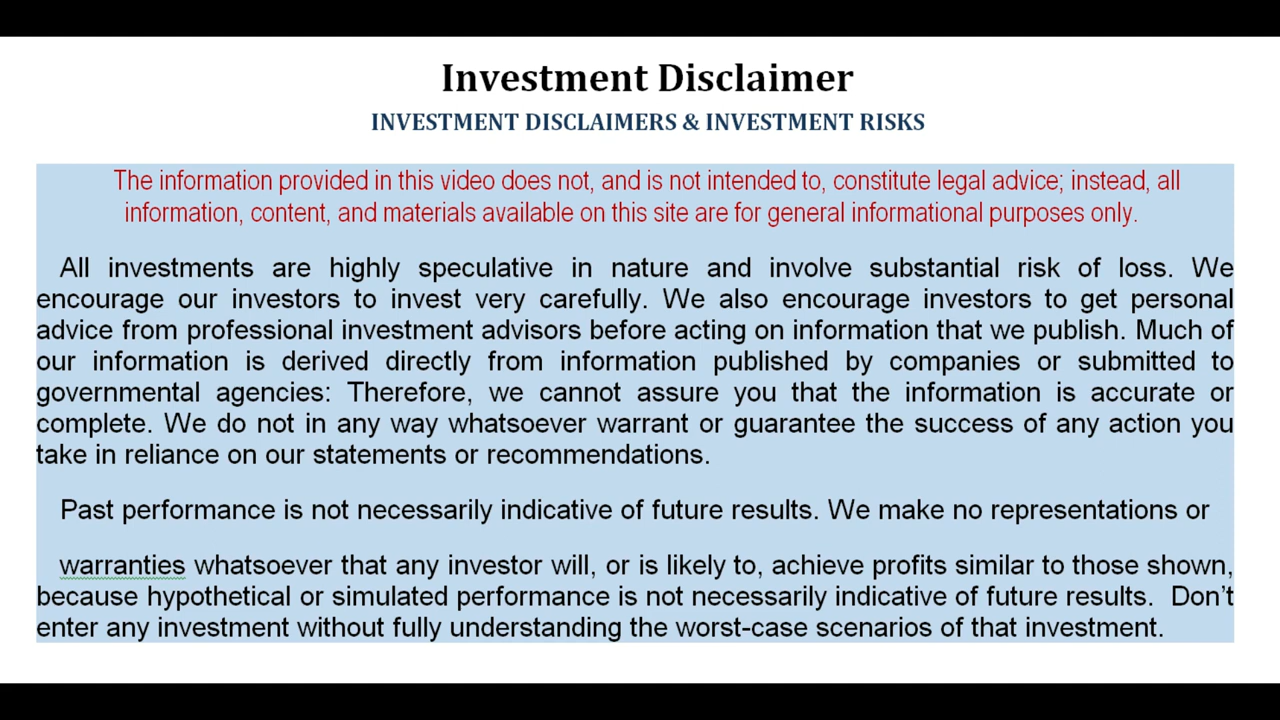 Investment Disclaimer
INVESTMENT DISCLAIMERS & INVESTMENT RISKS
The information provided in this video does not, and is not intended to, constitute legal advice; instead, all
information, content, and materials available on this site are for general informational purposes only.
All investments are highly speculative in nature and involve substantial risk of loss. We
encourage our investors to invest very carefully. We also encourage investors to get personal
advice from professional investment advisors before acting on information that we publish. Much of
our information is derived directly from information published by companies or submitted to
governmental agencies: Therefore, we cannot assure you that the information is accurate or
complete. We do not in any way whatsoever warrant or guarantee the success of any action you
take in reliance on our statements or recommendations.
Past performance is not necessarily indicative of future results. We make no representations or
warranties whatsoever that any investor will, or is likely to, achieve profits similar to those shown,
because hypothetical or simulated performance is not necessarily indicative of future results.  Don’t
enter any investment without fully understanding the worst-case scenarios of that investment.